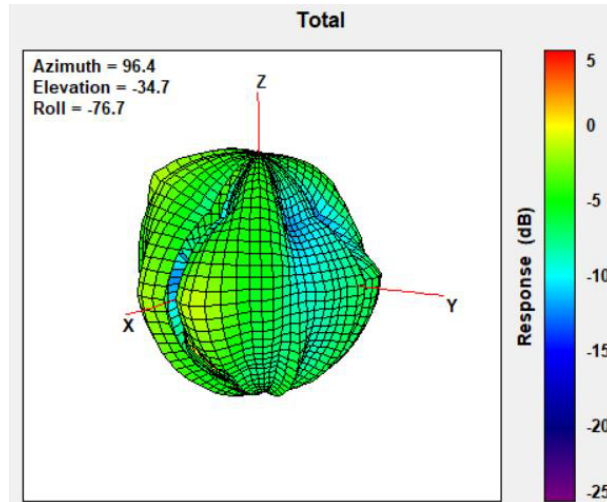 Total
Azimuth = 96.4
Elevation = -34.7
Roll = -76.7
Z
X
Y
5
0
-5
-10
-15
-20
-25
Response (dB)